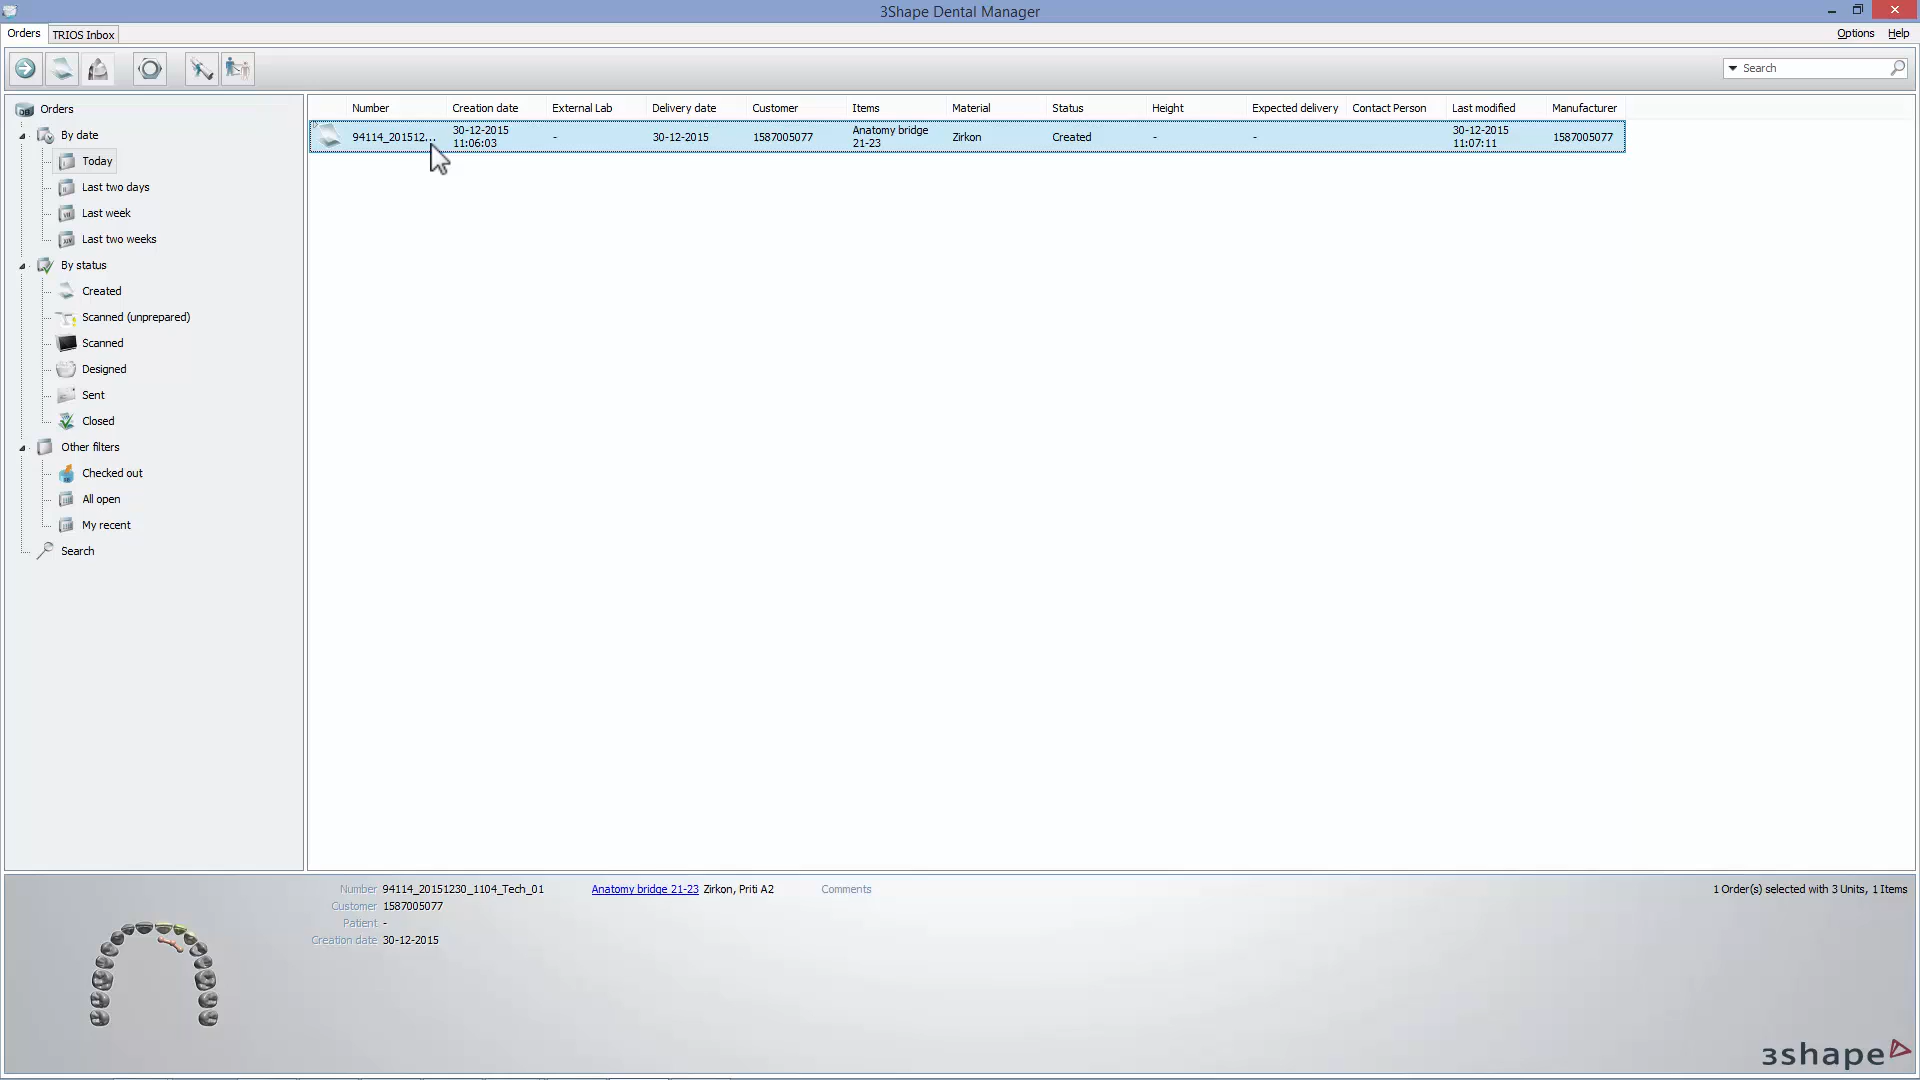 3Shape Dental Manager
Orders TRIOS Inbox Options Help
Search
Orders
By date
Today
Last two days
Last week
Last two weeks
By status
Created
Scanned (unprepared)
Scanned
Designed
Sent
Closed
Other filters
Checked out
All open
My recent
Search
Number Creation date External Lab Delivery date Customer Items Material Status Height Expected delivery Contact Person Last modified Manufacturer
94114_201512... 30-12-2015 11:06:03 - 30-12-2015 1587005077 Anatomy bridge 21-23 Zirkon Created - - 30-12-2015 11:07:11 1587005077
Number 94114_20151230_1104_Tech_01 Anatomy bridge 21-23 Zirkon, Priti A2 Comments 1 Order(s) selected with 3 Units, 1 Items
Customer 1587005077
Patient -
Creation date 30-12-2015
3shape